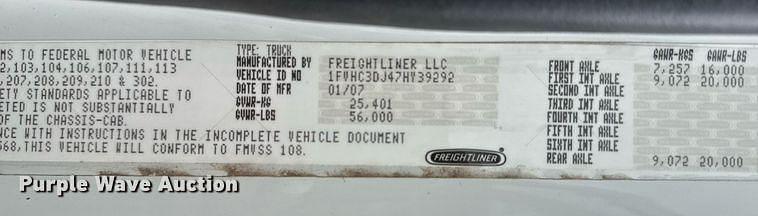 MS TO FEDERAL MOTOR VEHICLE
2,103,104,106,107,111,113
,207,208,209,210 & 302
ETY STANDARDS APPLICABLE TO
ETED IS NOT SUBSTANTIALLY
OF THE CHASSIS-CAB.
NCE WITH INSTRUCTIONS IN THE INCOMPLETE VEHICLE DOCUMENT
568,THIS VEHICLE WILL CONFORM TO FMVSS 108.
TYPE: TRUCK
MANUFACTURED BY FREIGHTLINER LLC
VEHICLE ID NO 1FVHC3DJ47HY39292
DATE OF MFR 01/07
GVWR-KG 25,401
GVWR-LBS 56,000
FREIGHTLINER
GAWR-KGS GAWR-LBS
FRONT AXLE 7,257 16,000
FIRST INT AXLE 9,072 20,000
SECOND INT AXLE
THIRD INT AXLE
FOURTH INT AXLE
FIFTH INT AXLE
SIXTH INT AXLE
REAR AXLE 9,072 20,000
Purple Wave Auction